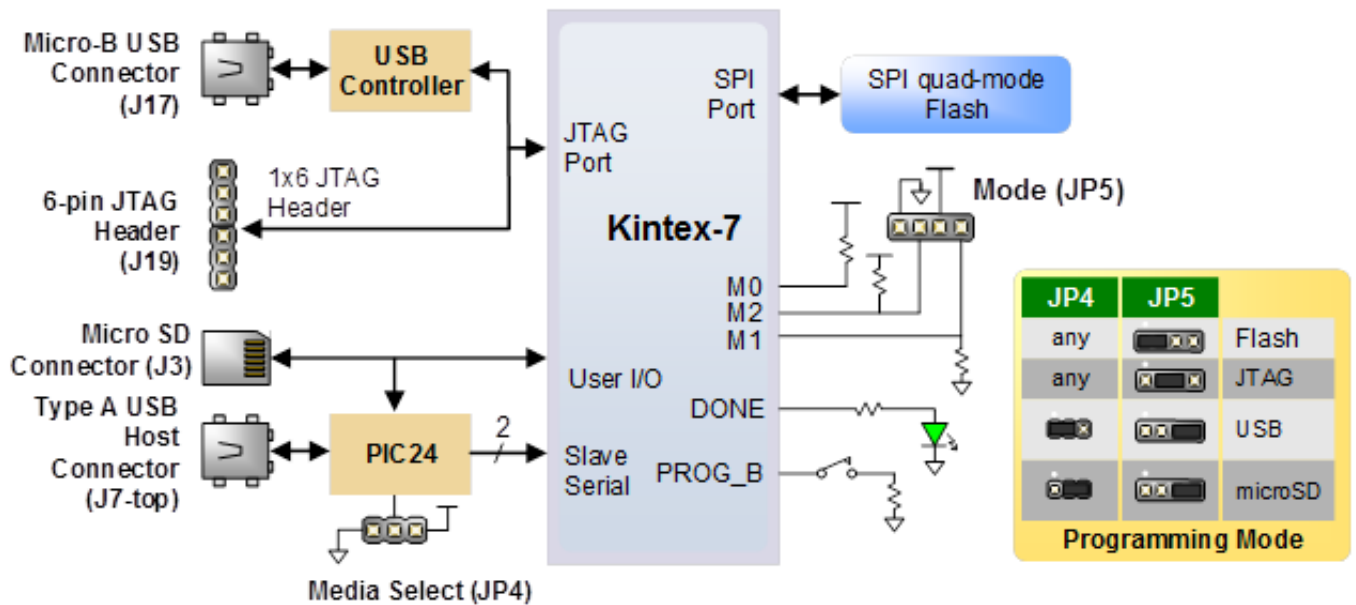 Micro-B USB
Connector
(J17)
USB
Controller
SPI
Port
SPI quad-mode
Flash
JTAG
Port
6-pin JTAG
Header
(J19)
1x6 JTAG
Header
Kintex-7
Mode (JP5)
M0
M2
M1
Micro SD
Connector (J3)
User I/O
DONE
Type A USB
Host
Connector
(J7-top)
PIC24
2
Slave
Serial
PROG_B
Media Select (JP4)
JP4 JP5
any Flash
any JTAG
USB
microSD
Programming Mode